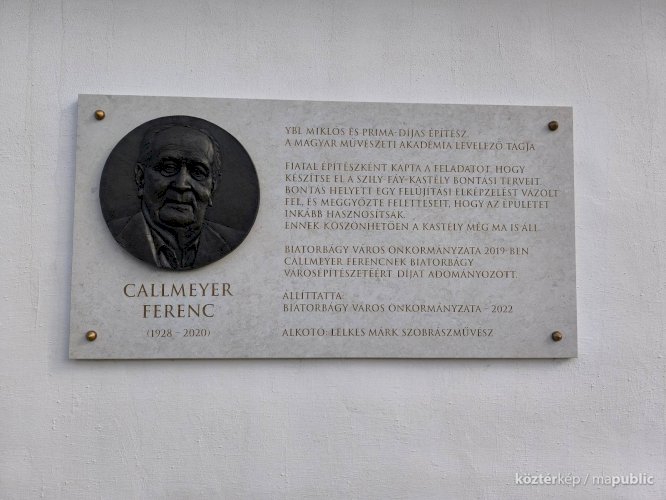 YBL MIKLÓS ÉS PRIMA-DÍJAS ÉPÍTÉSZ
A MAGYAR MŰVÉSZETI AKADÉMIA LEVELEZŐ TAGJA
FIATAL ÉPÍTÉSZKÉNT KAPTA A FELADATOT, HOGY
KÉSZÍTSE EL A SZILY-FÁY-KASTÉLY BONTÁSI TERVEIT.
BONTÁS HELYETT EGY FELÚJÍTÁSI ELKÉPZELÉST VÁZOLT
FEL, ÉS MEGGYŐZTE FELETTESEIT, HOGY AZ ÉPÜLETET
INKÁBB HASZNOSÍTSÁK.
ENNEK KÖSZÖNHETŐEN A KASTÉLY MÉG MA IS ÁLL.
BIATORBÁGY VÁROS ÖNKORMÁNYZATA 2019-BEN
CALLMEYER FERENCNEK BIATORBÁGY
VÁROSÉPÍTÉSZETÉÉRT DÍJAT ADOMÁNYOZOTT.
ÁLLÍTTATTA:
BIATORBÁGY VÁROS ÖNKORMÁNYZATA - 2022
ALKOTÓ: LELKES MÁRK SZOBRÁSZMŰVÉSZ
CALLMEYER
FERENC
(1928 - 2020)
köztérkép / mapublic